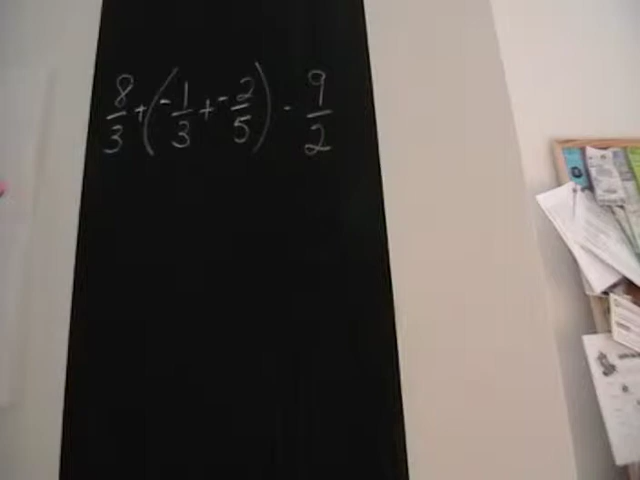 8/3 + (-1/3 + -2/5) · 9/2